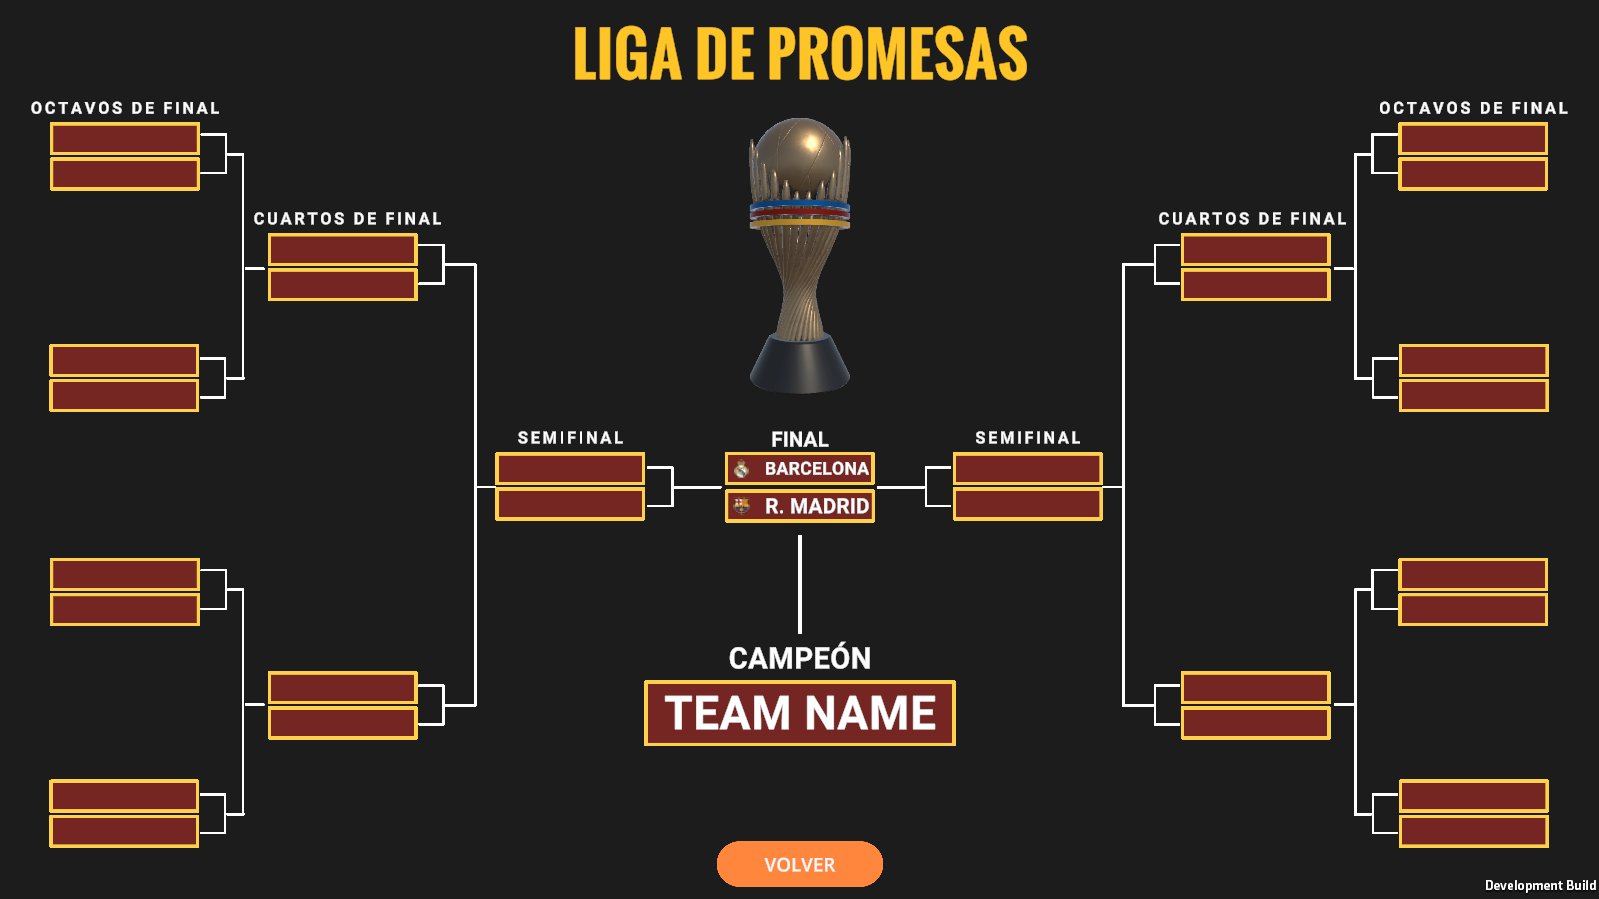 LIGA DE PROMESAS
OCTAVOS DE FINAL
OCTAVOS DE FINAL
CUARTOS DE FINAL
CUARTOS DE FINAL
SEMIFINAL
FINAL
SEMIFINAL
BARCELONA
R. MADRID
CAMPEÓN
TEAM NAME
VOLVER
Development Build